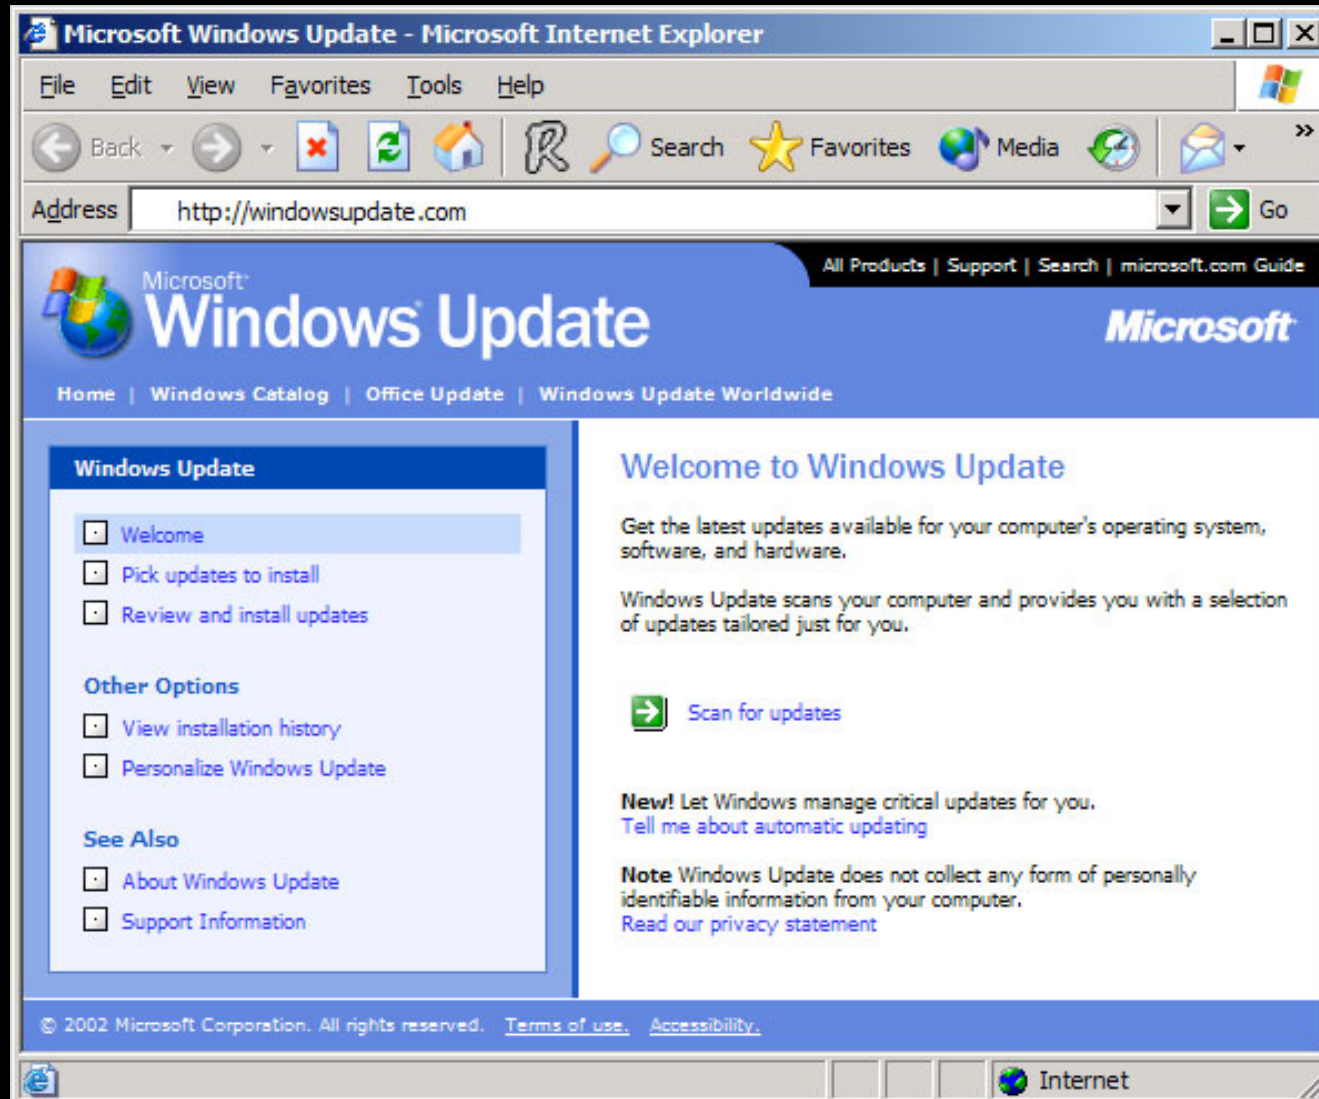 Microsoft Windows Update - Microsoft Internet Explorer
File Edit View Favorites Tools Help
Back Search Favorites Media »
Address http://windowsupdate.com Go
All Products | Support | Search | microsoft.com Guide
Microsoft
Windows Update
Microsoft
Home | Windows Catalog | Office Update | Windows Update Worldwide
Windows Update
Welcome
Pick updates to install
Review and install updates
Other Options
View installation history
Personalize Windows Update
See Also
About Windows Update
Support Information
Welcome to Windows Update
Get the latest updates available for your computer's operating system,
software, and hardware.
Windows Update scans your computer and provides you with a selection
of updates tailored just for you.
Scan for updates
New! Let Windows manage critical updates for you.
Tell me about automatic updating
Note Windows Update does not collect any form of personally
identifiable information from your computer.
Read our privacy statement
© 2002 Microsoft Corporation. All rights reserved. Terms of use. Accessibility.
Internet